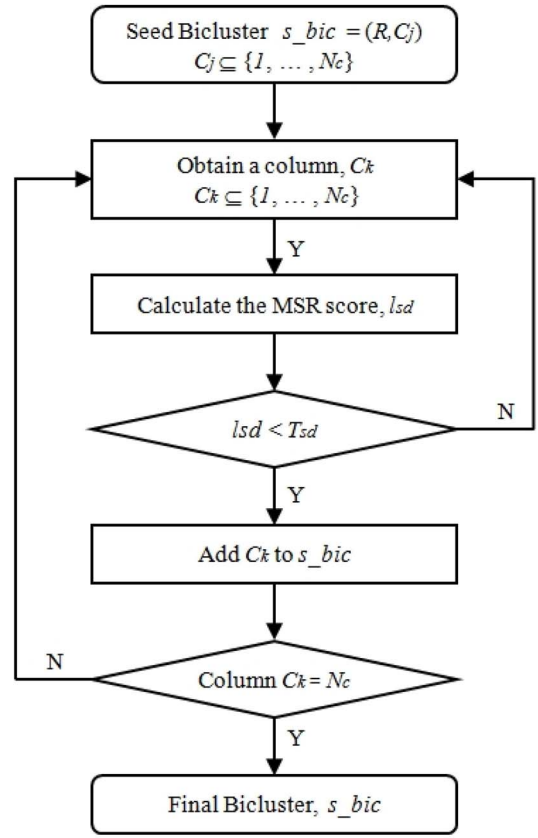 Seed Bicluster s_bic = (R,Cj)
Cj ⊆ {1, ... , Nc}
Obtain a column, Ck
Ck ⊆ {1, ... , Nc}
Y
Calculate the MSR score, lsd
lsd < Tsd
N
Y
Add Ck to s_bic
N
Column Ck = Nc
Y
Final Bicluster, s_bic